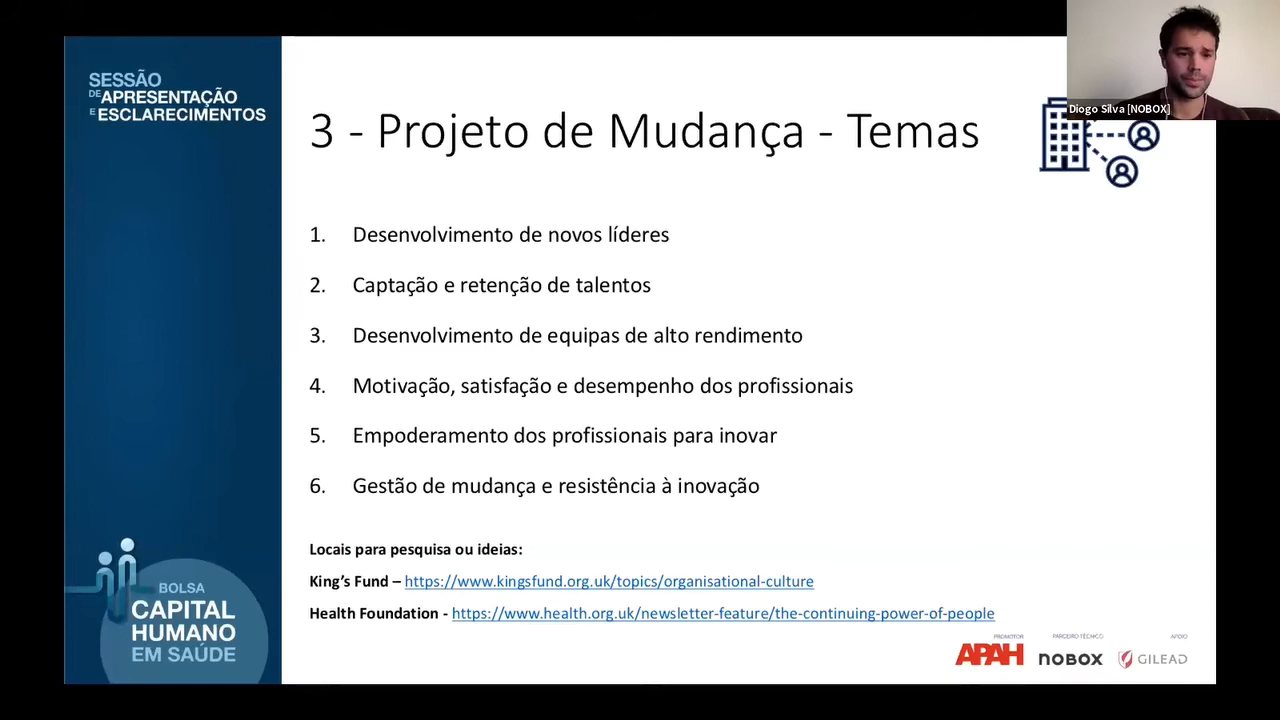 SESSÃO
DE APRESENTAÇÃO
E ESCLARECIMENTOS
3 - Projeto de Mudança - Temas
Diogo Silva [NOBOX]
1. Desenvolvimento de novos líderes
2. Captação e retenção de talentos
3. Desenvolvimento de equipas de alto rendimento
4. Motivação, satisfação e desempenho dos profissionais
5. Empoderamento dos profissionais para inovar
6. Gestão de mudança e resistência à inovação
Locais para pesquisa ou ideias:
King's Fund – https://www.kingsfund.org.uk/topics/organisational-culture
Health Foundation - https://www.health.org.uk/newsletter-feature/the-continuing-power-of-people
BOLSA
CAPITAL
HUMANO
EM SAÚDE
PROMOTOR
APAH
PARCEIRO TÉCNICO
NOBOX
APOIO
GILEAD